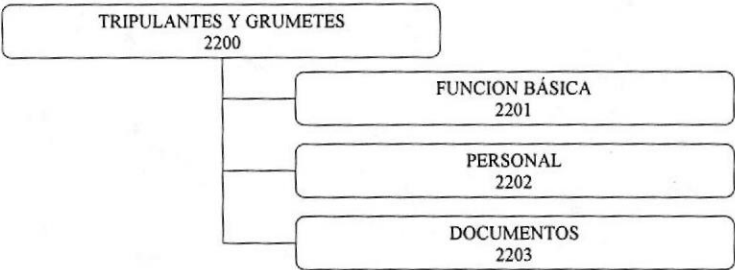 TRIPULANTES Y GRUMETES
2200
FUNCION BÁSICA
2201
PERSONAL
2202
DOCUMENTOS
2203